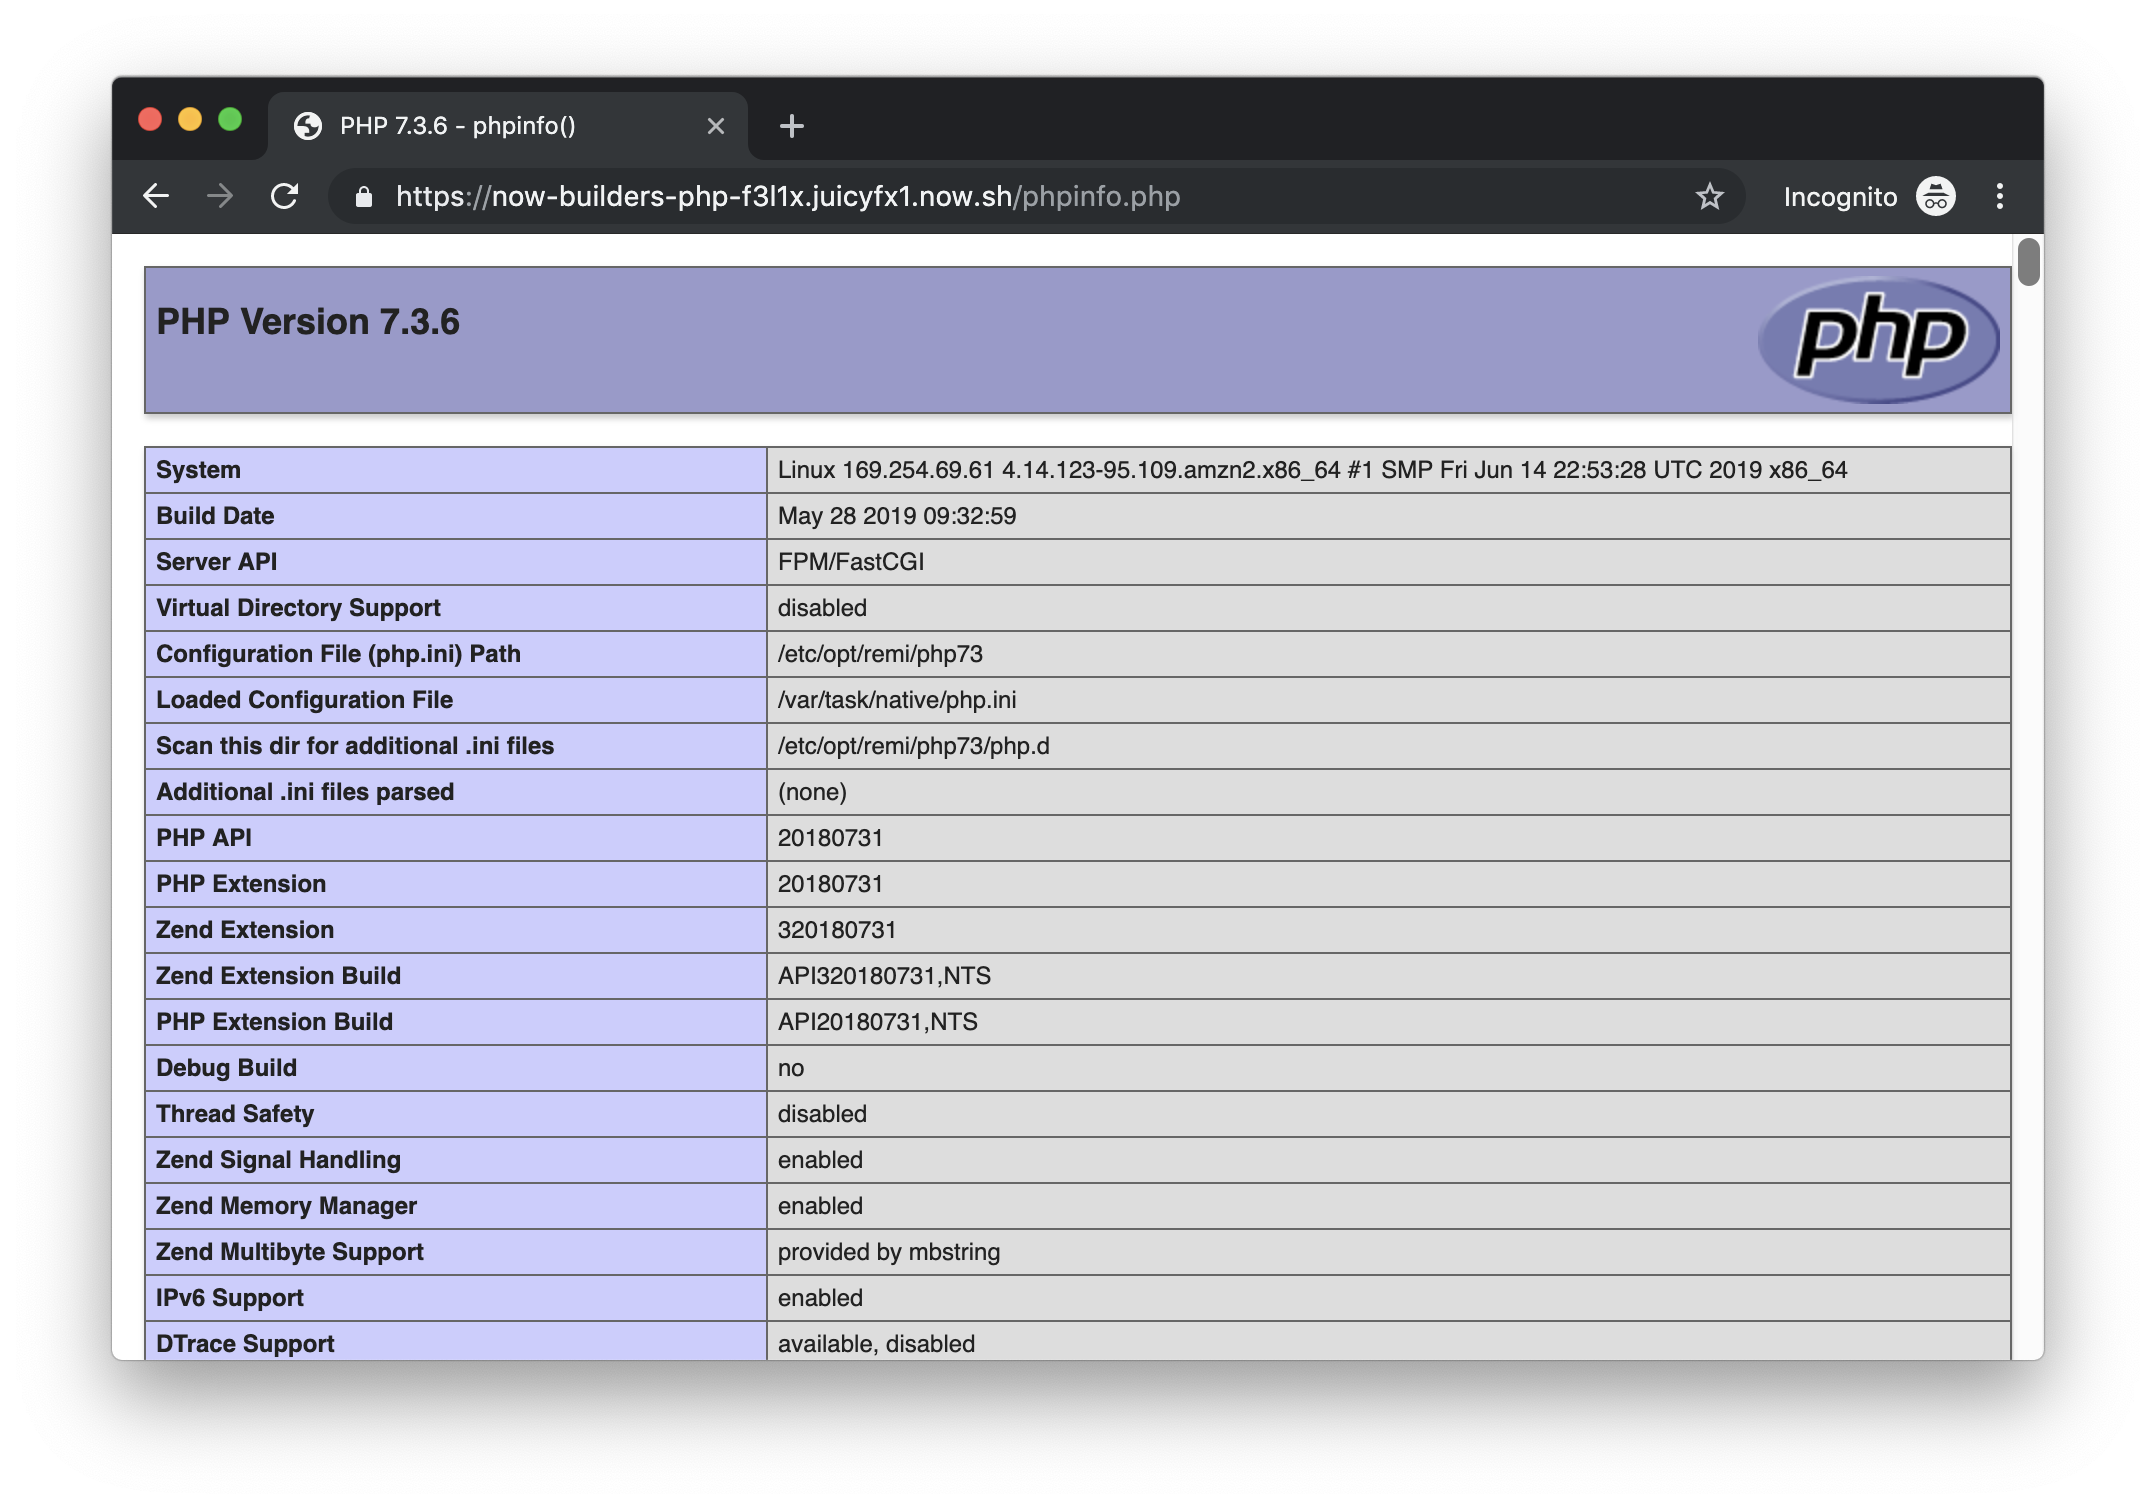 PHP 7.3.6 - phpinfo()
https://now-builders-php-f3l1x.juicyfx1.now.sh/phpinfo.php
Incognito
PHP Version 7.3.6
php
System Linux 169.254.69.61 4.14.123-95.109.amzn2.x86_64 #1 SMP Fri Jun 14 22:53:28 UTC 2019 x86_64
Build Date May 28 2019 09:32:59
Server API FPM/FastCGI
Virtual Directory Support disabled
Configuration File (php.ini) Path /etc/opt/remi/php73
Loaded Configuration File /var/task/native/php.ini
Scan this dir for additional .ini files /etc/opt/remi/php73/php.d
Additional .ini files parsed (none)
PHP API 20180731
PHP Extension 20180731
Zend Extension 320180731
Zend Extension Build API320180731,NTS
PHP Extension Build API20180731,NTS
Debug Build no
Thread Safety disabled
Zend Signal Handling enabled
Zend Memory Manager enabled
Zend Multibyte Support provided by mbstring
IPv6 Support enabled
DTrace Support available, disabled